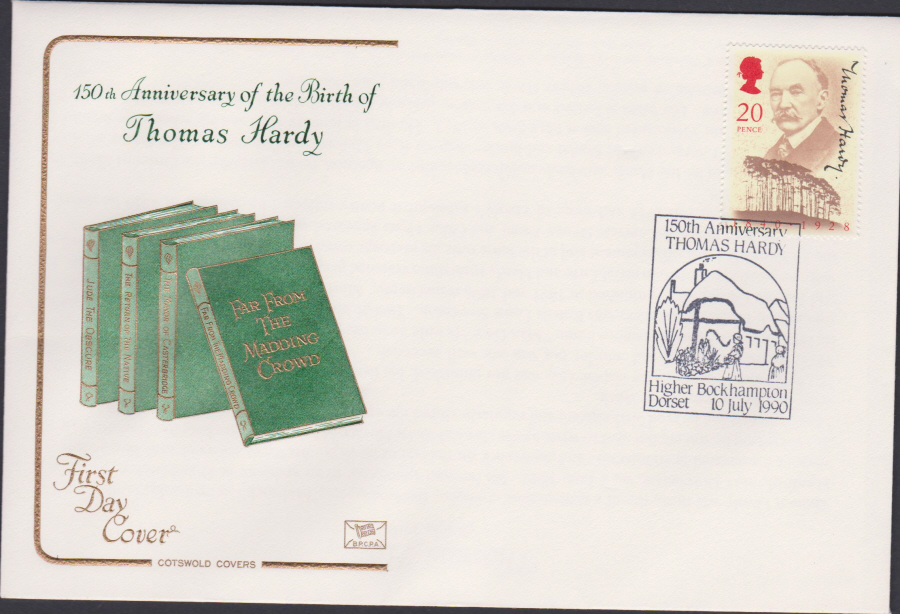 150th Anniversary of the Birth of
Thomas Hardy
20
PENCE
Thomas Hardy.
1840 1928
150th Anniversary
THOMAS HARDY
Higher Bockhampton
Dorset 10 July 1990
JUDE THE OBSCURE
THE RETURN OF THE NATIVE
THE MAYOR OF CASTERBRIDGE
FAR FROM THE MADDING CROWD
FAR FROM
THE
MADDING
CROWD
First
Day
Cover
B.P.C.P.A.
COTSWOLD COVERS